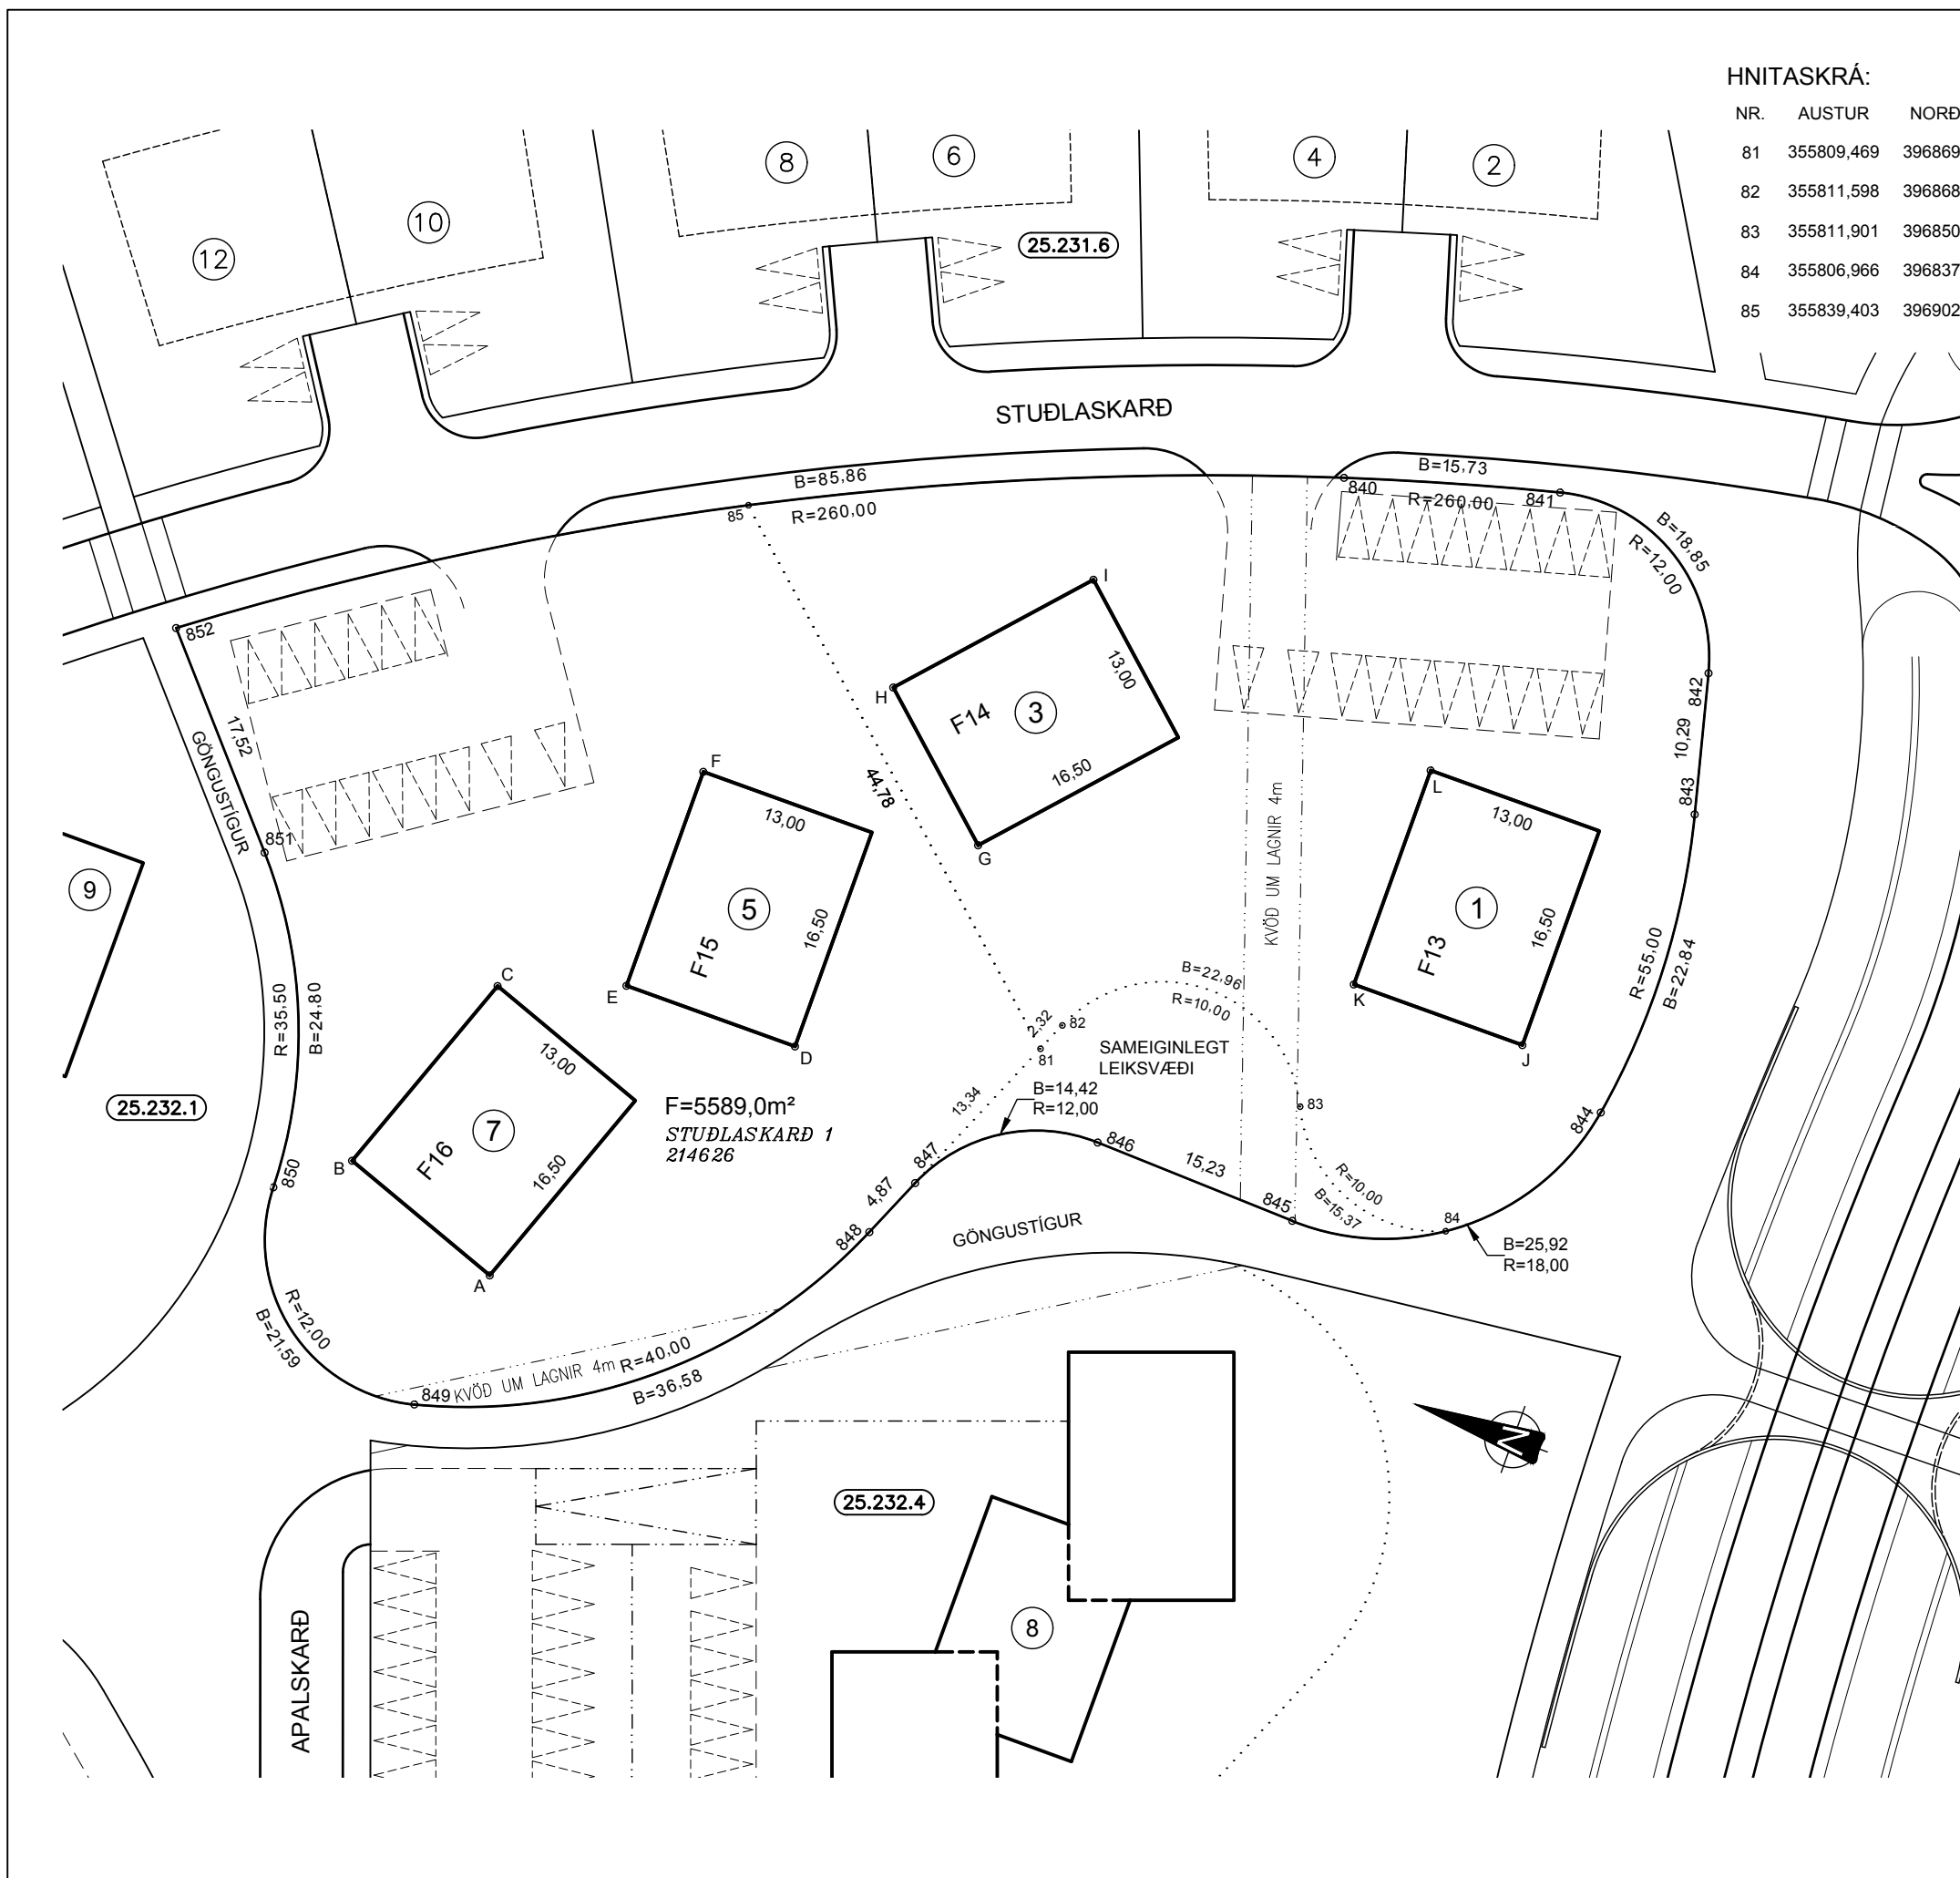 HNITASKRÁ:
NR. AUSTUR NORÐ
81 355809,469 396869
82 355811,598 396868
83 355811,901 396850
84 355806,966 396837
85 355839,403 396902
12
10
8
6
4
2
25.231.6
STUÐLASKARÐ
B=85,86
R=260,00
85
B=15,73
840
R=260,00
841
B=18,85
R=12,00
852
17,52
GÖNGUSTÍGUR
851
I
13,00
H
F14
3
16,50
G
44,78
842
10,29
843
F
13,00
5
F15
16,50
E
D
KVÖÐ UM LAGNIR 4m
L
13,00
1
F13
16,50
K
J
R=55,00
B=22,84
9
C
13,00
R=35,50
B=24,80
B=22,96
R=10,00
2,32
82
81
SAMEIGINLEGT
LEIKSVÆÐI
83
844
25.232.1
F=5589,0m²
STUÐLASKARÐ 1
214626
7
F16
16,50
B
A
850
13,34
B=14,42
R=12,00
847
846
4,87
848
15,23
845
R=10,00
B=15,37
84
B=25,92
R=18,00
GÖNGUSTÍGUR
R=12,00
B=21,59
849
KVÖÐ UM LAGNIR 4m
R=40,00
B=36,58
N
25.232.4
8
APALSKARÐ